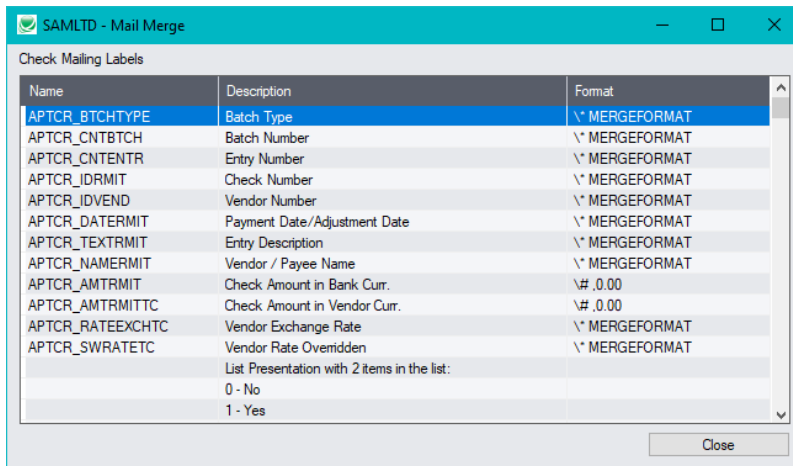 SAMLTD - Mail Merge
Check Mailing Labels
Name Description Format
APTCR_BTCHTYPE Batch Type \* MERGEFORMAT
APTCR_CNTBTCH Batch Number \* MERGEFORMAT
APTCR_CNTENTR Entry Number \* MERGEFORMAT
APTCR_IDRMIT Check Number \* MERGEFORMAT
APTCR_IDVEND Vendor Number \* MERGEFORMAT
APTCR_DATERMIT Payment Date/Adjustment Date \* MERGEFORMAT
APTCR_TEXTRMIT Entry Description \* MERGEFORMAT
APTCR_NAMERMIT Vendor / Payee Name \* MERGEFORMAT
APTCR_AMTRMIT Check Amount in Bank Curr. \# ,0.00
APTCR_AMTRMITTC Check Amount in Vendor Curr. \# ,0.00
APTCR_RATEEXCHTC Vendor Exchange Rate \* MERGEFORMAT
APTCR_SWRATETC Vendor Rate Overridden \* MERGEFORMAT
List Presentation with 2 items in the list:
0 - No
1 - Yes
Close